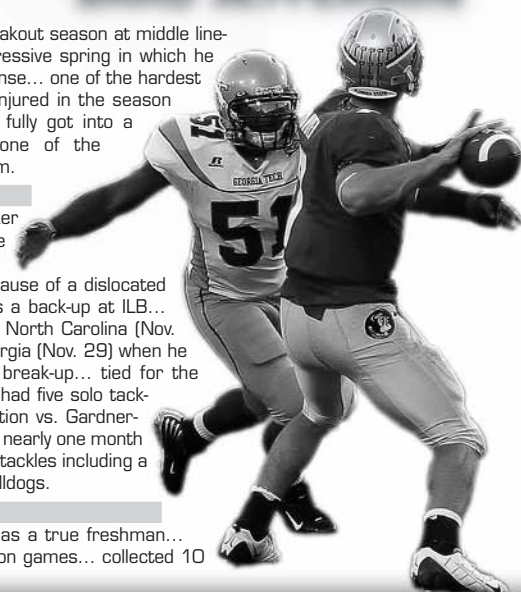 eakout season at middle line-
ressive spring in which he
nse... one of the hardest
njured in the season
fully got into a
one of the
m.
ker
e
ause of a dislocated
s a back-up at ILB...
North Carolina (Nov.
rgia (Nov. 29) when he
break-up... tied for the
had five solo tack-
tion vs. Gardner-
nearly one month
tackles including a
lldogs.
as a true freshman...
on games... collected 10
51
GEORGIA TECH
51